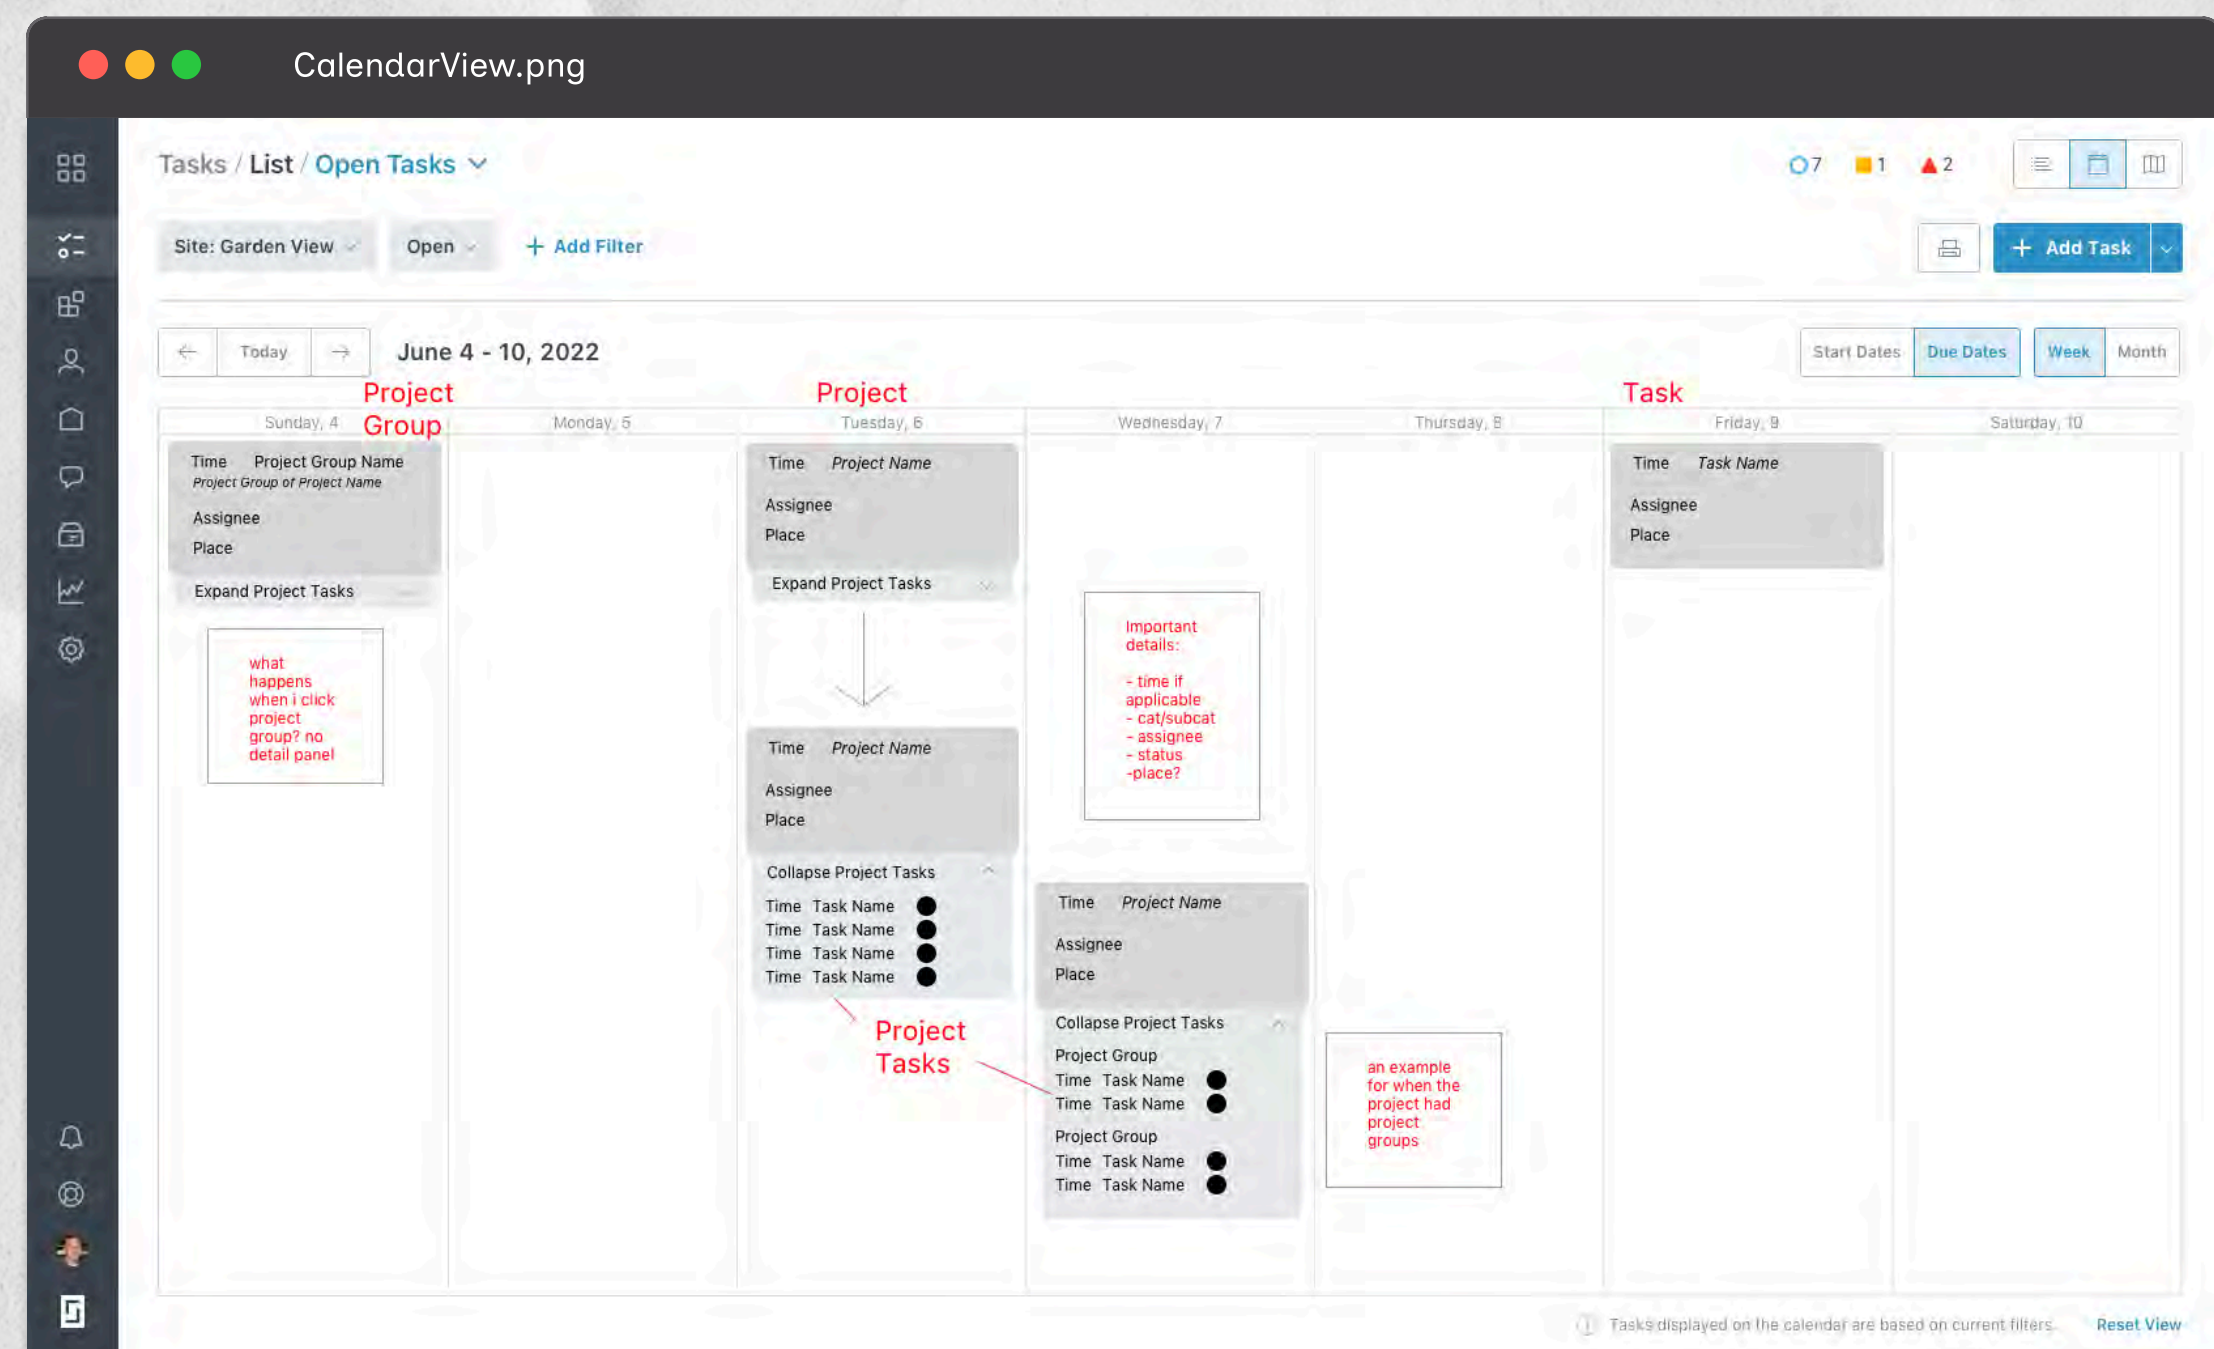 CalendarView.png
Tasks / List / Open Tasks
7 1 2
Site: Garden View Open + Add Filter
+ Add Task
Today June 4 - 10, 2022
Start Dates Due Dates Week Month
Project Group
Project
Task
Sunday, 4 Monday, 5 Tuesday, 6 Wednesday, 7 Thursday, 8 Friday, 9 Saturday, 10
Time Project Group Name
Project Group of Project Name
Assignee
Place
Expand Project Tasks
what
happens
when i click
project
group? no
detail panel
Time Project Name
Assignee
Place
Expand Project Tasks
Time Project Name
Assignee
Place
Collapse Project Tasks
Time Task Name
Time Task Name
Time Task Name
Time Task Name
Project
Tasks
Important
details:
- time if
applicable
- cat/subcat
- assignee
- status
-place?
Time Project Name
Assignee
Place
Collapse Project Tasks
Project Group
Time Task Name
Time Task Name
Project Group
Time Task Name
Time Task Name
an example
for when the
project had
project
groups
Time Task Name
Assignee
Place
Tasks displayed on the calendar are based on current filters. Reset View